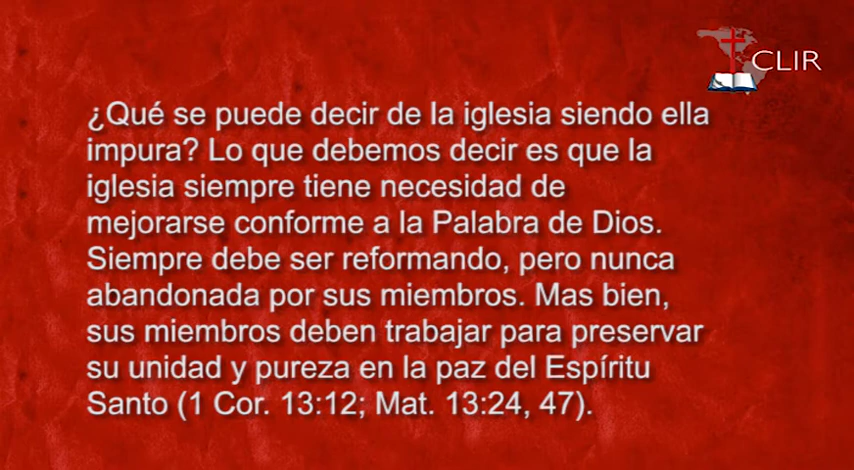 CLIR
¿Qué se puede decir de la iglesia siendo ella
impura? Lo que debemos decir es que la
iglesia siempre tiene necesidad de
mejorarse conforme a la Palabra de Dios.
Siempre debe ser reformando, pero nunca
abandonada por sus miembros. Mas bien,
sus miembros deben trabajar para preservar
su unidad y pureza en la paz del Espíritu
Santo (1 Cor. 13:12; Mat. 13:24, 47).